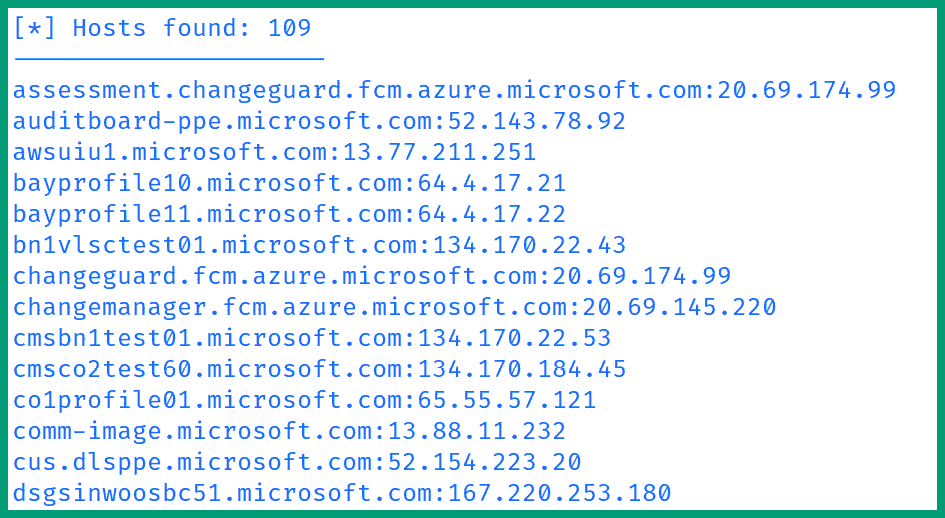 [*] Hosts found: 109
---------------------
assessment.changeguard.fcm.azure.microsoft.com:20.69.174.99
auditboard-ppe.microsoft.com:52.143.78.92
awsuiu1.microsoft.com:13.77.211.251
bayprofile10.microsoft.com:64.4.17.21
bayprofile11.microsoft.com:64.4.17.22
bn1vlsctest01.microsoft.com:134.170.22.43
changeguard.fcm.azure.microsoft.com:20.69.174.99
changemanager.fcm.azure.microsoft.com:20.69.145.220
cmsbn1test01.microsoft.com:134.170.22.53
cmsco2test60.microsoft.com:134.170.184.45
co1profile01.microsoft.com:65.55.57.121
comm-image.microsoft.com:13.88.11.232
cus.dlsppe.microsoft.com:52.154.223.20
dsgsinwoosbc51.microsoft.com:167.220.253.180